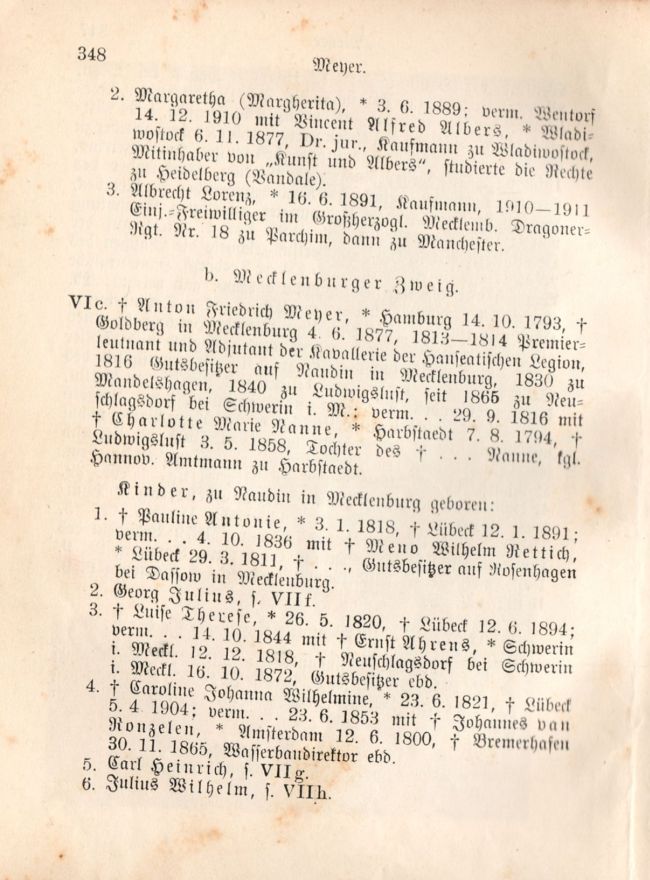 348
Meyer.
2. Margaretha (Margherita), * 3. 6. 1889; verm. Wentorf
14. 12. 1910 mit Vincent Alfred Albers, * Wladi-
wostock 6. 11. 1877, Dr. jur., Kaufmann zu Wladiwostock,
Mitinhaber von „Kunst und Albers“, studierte die Rechte
zu Heidelberg (Vandale).
3. Albrecht Lorenz, * 16. 6. 1891, Kaufmann, 1910—1911
Einj.-Freiwilliger im Großherzogl. Mecklemb. Dragoner-
Rgt. Nr. 18 zu Parchim, dann zu Manchester.
b. Mecklenburger Zweig.
VIc. † Anton Friedrich Meyer, * Hamburg 14. 10. 1793, †
Goldberg in Mecklenburg 4. 6. 1877, 1813—1814 Premier-
leutnant und Adjutant der Kavallerie der Hanseatischen Legion,
1816 Gutsbesitzer auf Naudin in Mecklenburg, 1830 zu
Mandelshagen, 1840 zu Ludwigslust, seit 1865 zu Neu-
schlagsdorf bei Schwerin i. M.; verm. . . 29. 9. 1816 mit
† Charlotte Marie Nanne, * Harbstaedt 7. 8. 1794, †
Ludwigslust 3. 5. 1858, Tochter des † . . . Nanne, kgl.
Hannov. Amtmann zu Harbstaedt.
Kinder, zu Naudin in Mecklenburg geboren:
1. † Pauline Antonie, * 3. 1. 1818, † Lübeck 12. 1. 1891;
verm. . . 4. 10. 1836 mit † Meno Wilhelm Rettich,
* Lübeck 29. 3. 1811, † . . ., Gutsbesitzer auf Rosenhagen
bei Dassow in Mecklenburg.
2. Georg Julius, s. VIIf.
3. † Luise Therese, * 26. 5. 1820, † Lübeck 12. 6. 1894;
verm. . . 14. 10. 1844 mit † Ernst Ahrens, * Schwerin
i. Meckl. 12. 12. 1818, † Neuschlagsdorf bei Schwerin
i. Meckl. 16. 10. 1872, Gutsbesitzer ebd.
4. † Caroline Johanna Wilhelmine, * 23. 6. 1821, † Lübeck
5. 4. 1904; verm. . . 23. 6. 1853 mit † Johannes van
Ronzelen, * Amsterdam 12. 6. 1800, † Bremerhafen
30. 11. 1865, Wasserbaudirektor ebd.
5. Carl Heinrich, s. VIIg.
6. Julius Wilhelm, s. VIIh.